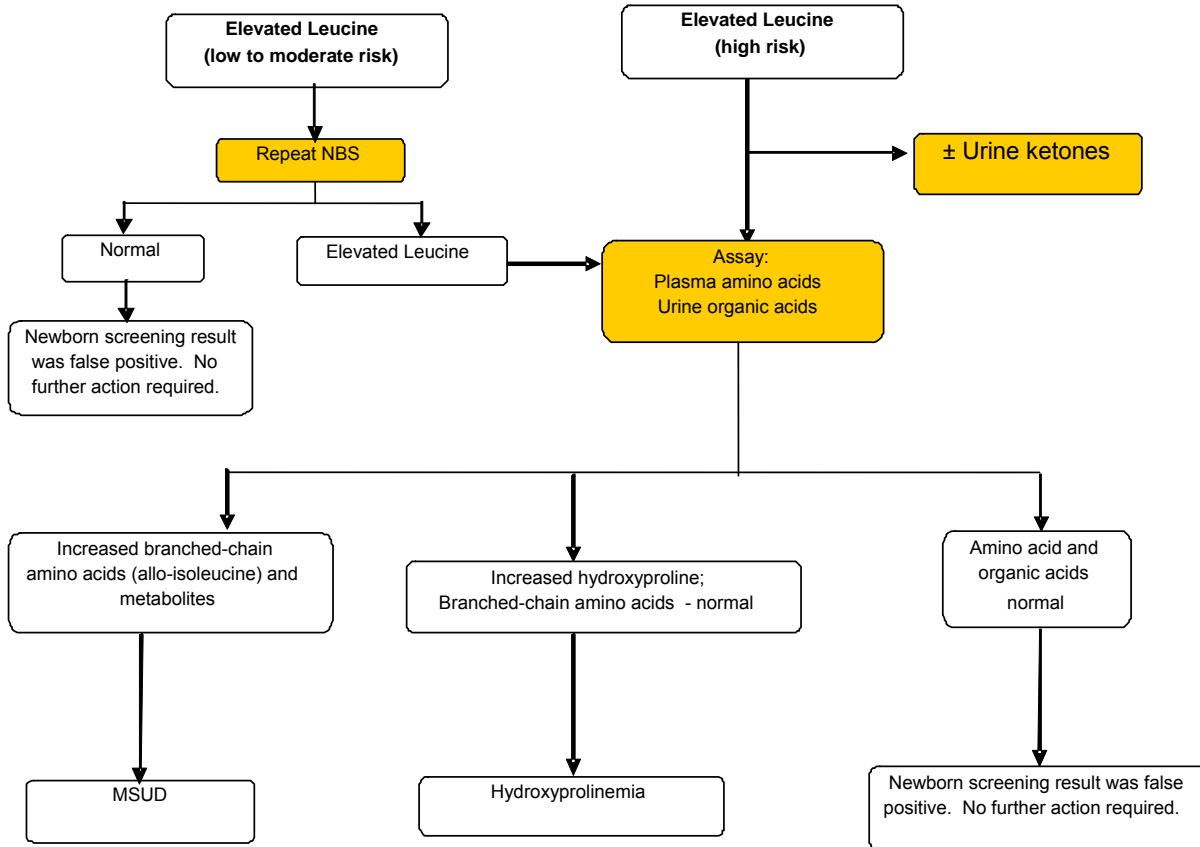 Elevated Leucine
(low to moderate risk)
Elevated Leucine
(high risk)
Repeat NBS
± Urine ketones
Normal
Elevated Leucine
Assay:
Plasma amino acids
Urine organic acids
Newborn screening result
was false positive. No
further action required.
Increased branched-chain
amino acids (allo-isoleucine) and
metabolites
Increased hydroxyproline;
Branched-chain amino acids - normal
Amino acid and
organic acids
normal
MSUD
Hydroxyprolinemia
Newborn screening result was false
positive. No further action required.